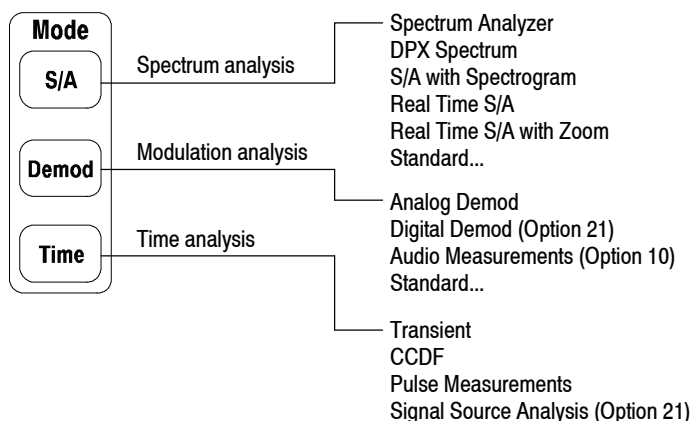 Mode
S/A
Spectrum analysis
Spectrum Analyzer
DPX Spectrum
S/A with Spectrogram
Real Time S/A
Real Time S/A with Zoom
Standard...
Demod
Modulation analysis
Analog Demod
Digital Demod (Option 21)
Audio Measurements (Option 10)
Standard...
Time
Time analysis
Transient
CCDF
Pulse Measurements
Signal Source Analysis (Option 21)